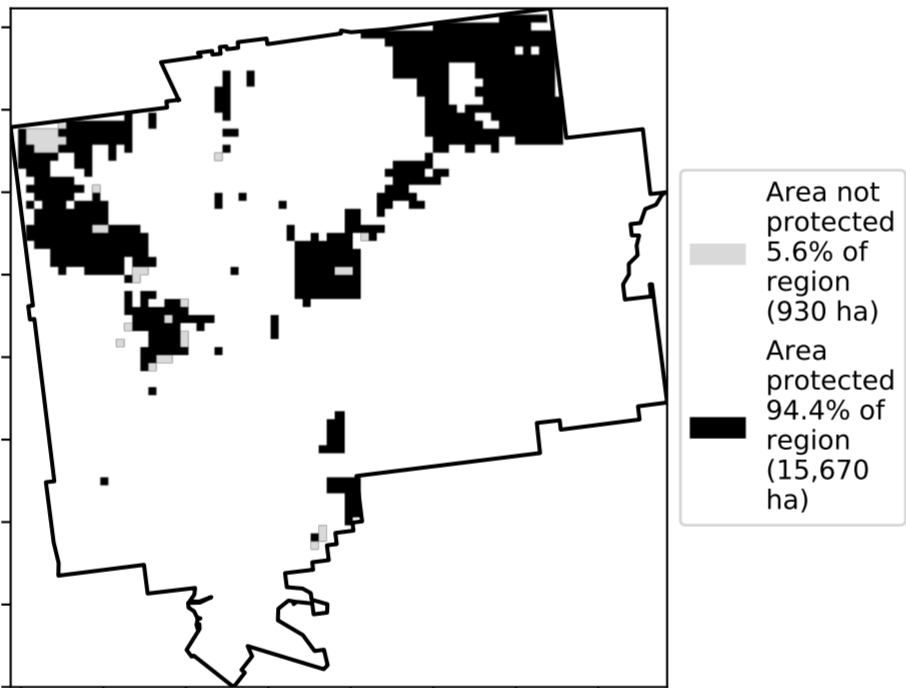 Area not
protected
5.6% of
region
(930 ha)
Area
protected
94.4% of
region
(15,670
ha)